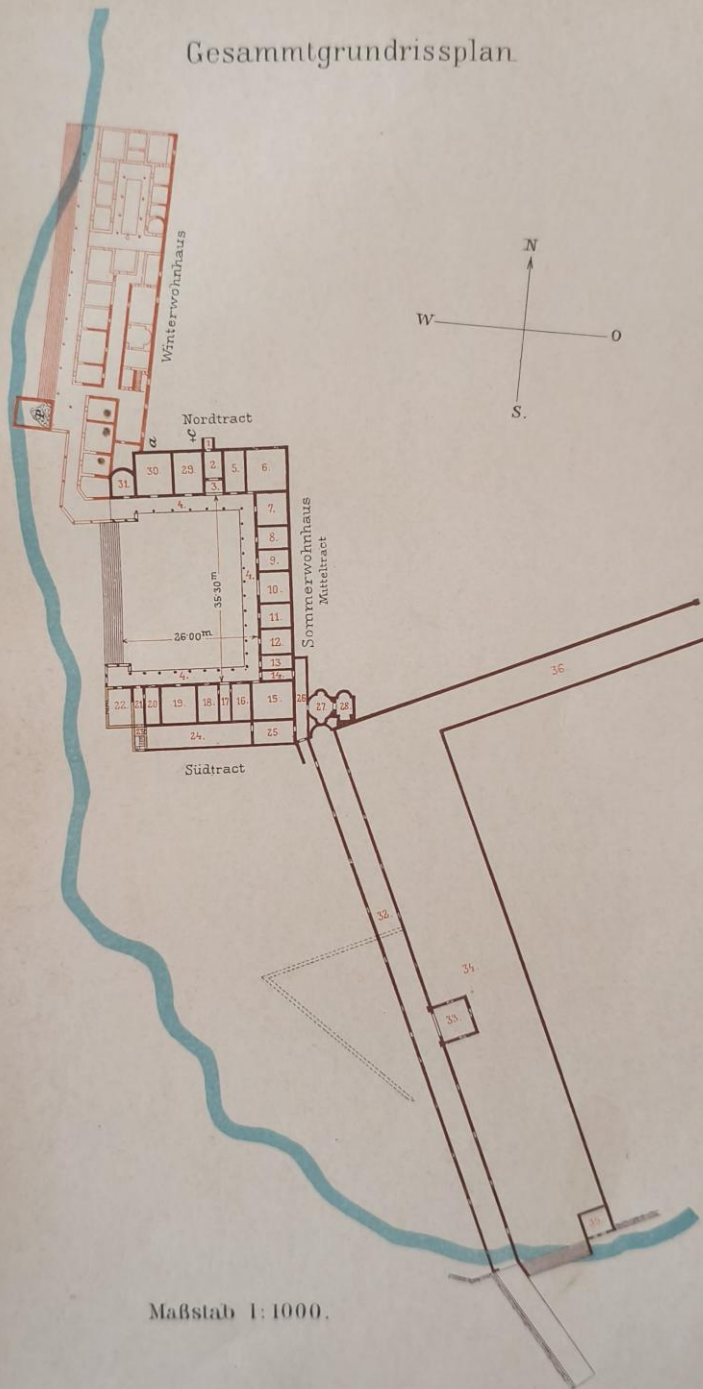 Gesammtgrundrissplan
N
W
O
S.
Winterwohnhaus
Nordtract
a
+c
1
30.
29.
2.
5.
6.
31.
3.
4.
7.
8.
9.
4.
10.
11.
12.
13
14.
35·30m
26·00m
4.
Sommerwohnhaus
Mitteltract
22.
21
20
19.
18.
17
16.
15.
26
27.
28.
24.
25
Südtract
36.
32.
34.
33.
35.
Maßstab 1:1000.